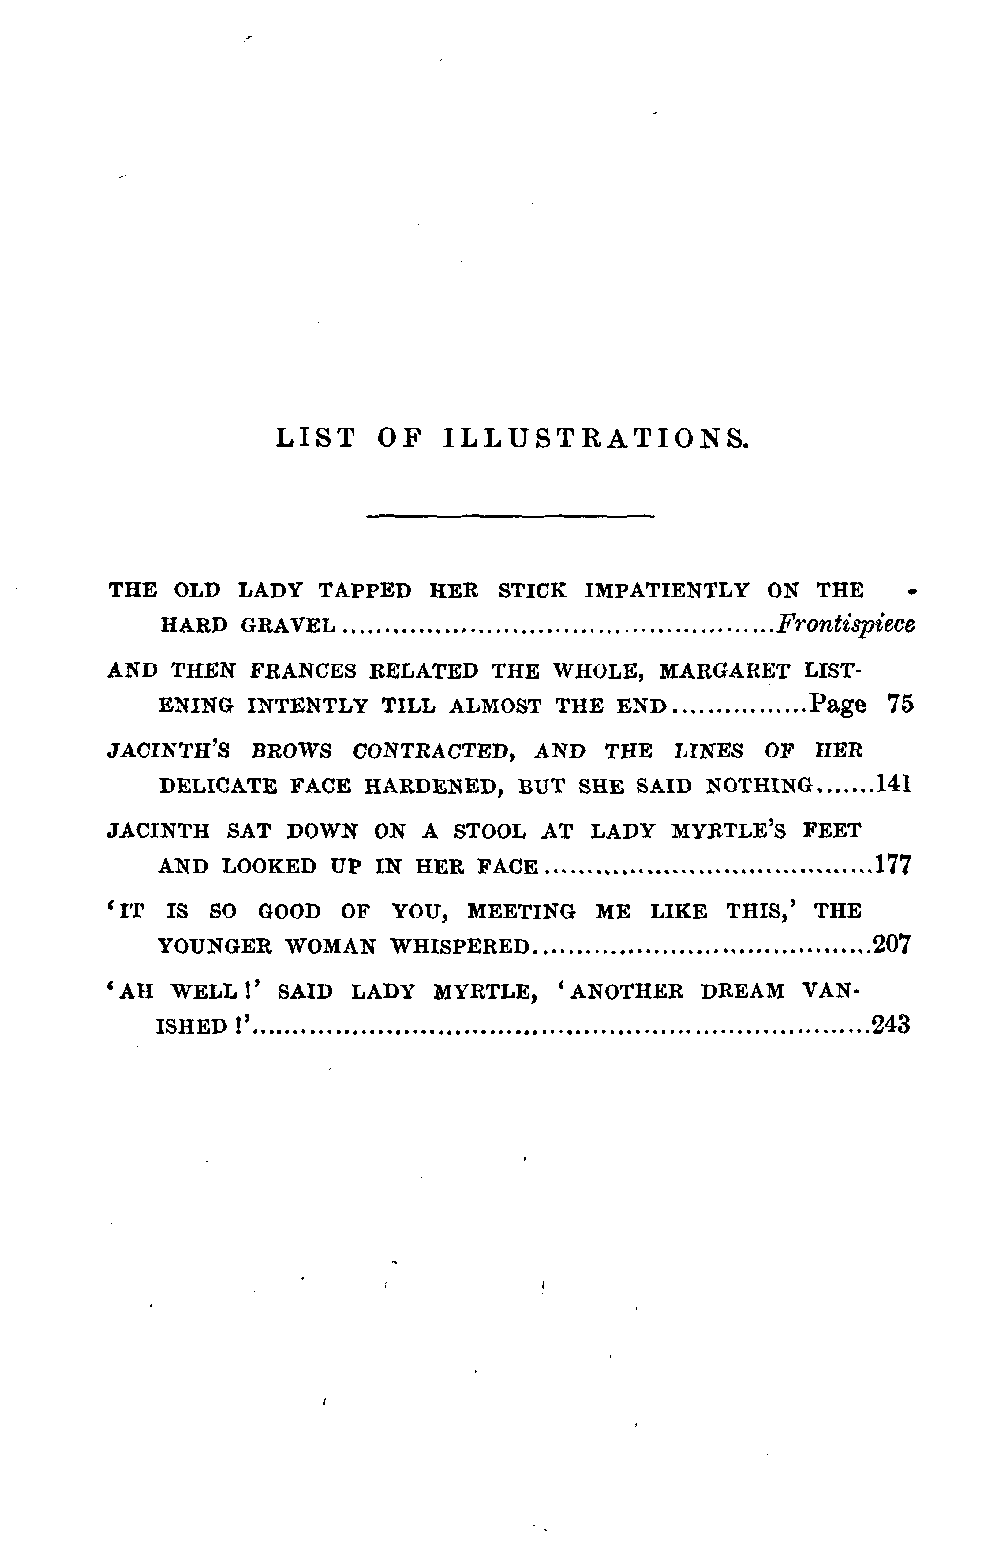 LIST OF ILLUSTRATIONS.
THE OLD LADY TAPPED HER STICK IMPATIENTLY ON THE
HARD GRAVEL..................................................Frontispiece
AND THEN FRANCES RELATED THE WHOLE, MARGARET LIST-
ENING INTENTLY TILL ALMOST THE END................Page 75
JACINTH'S BROWS CONTRACTED, AND THE LINES OF HER
DELICATE FACE HARDENED, BUT SHE SAID NOTHING.......141
JACINTH SAT DOWN ON A STOOL AT LADY MYRTLE'S FEET
AND LOOKED UP IN HER FACE.......................................177
'IT IS SO GOOD OF YOU, MEETING ME LIKE THIS,' THE
YOUNGER WOMAN WHISPERED........................................207
'AH WELL!' SAID LADY MYRTLE, 'ANOTHER DREAM VAN-
ISHED!'.........................................................................243